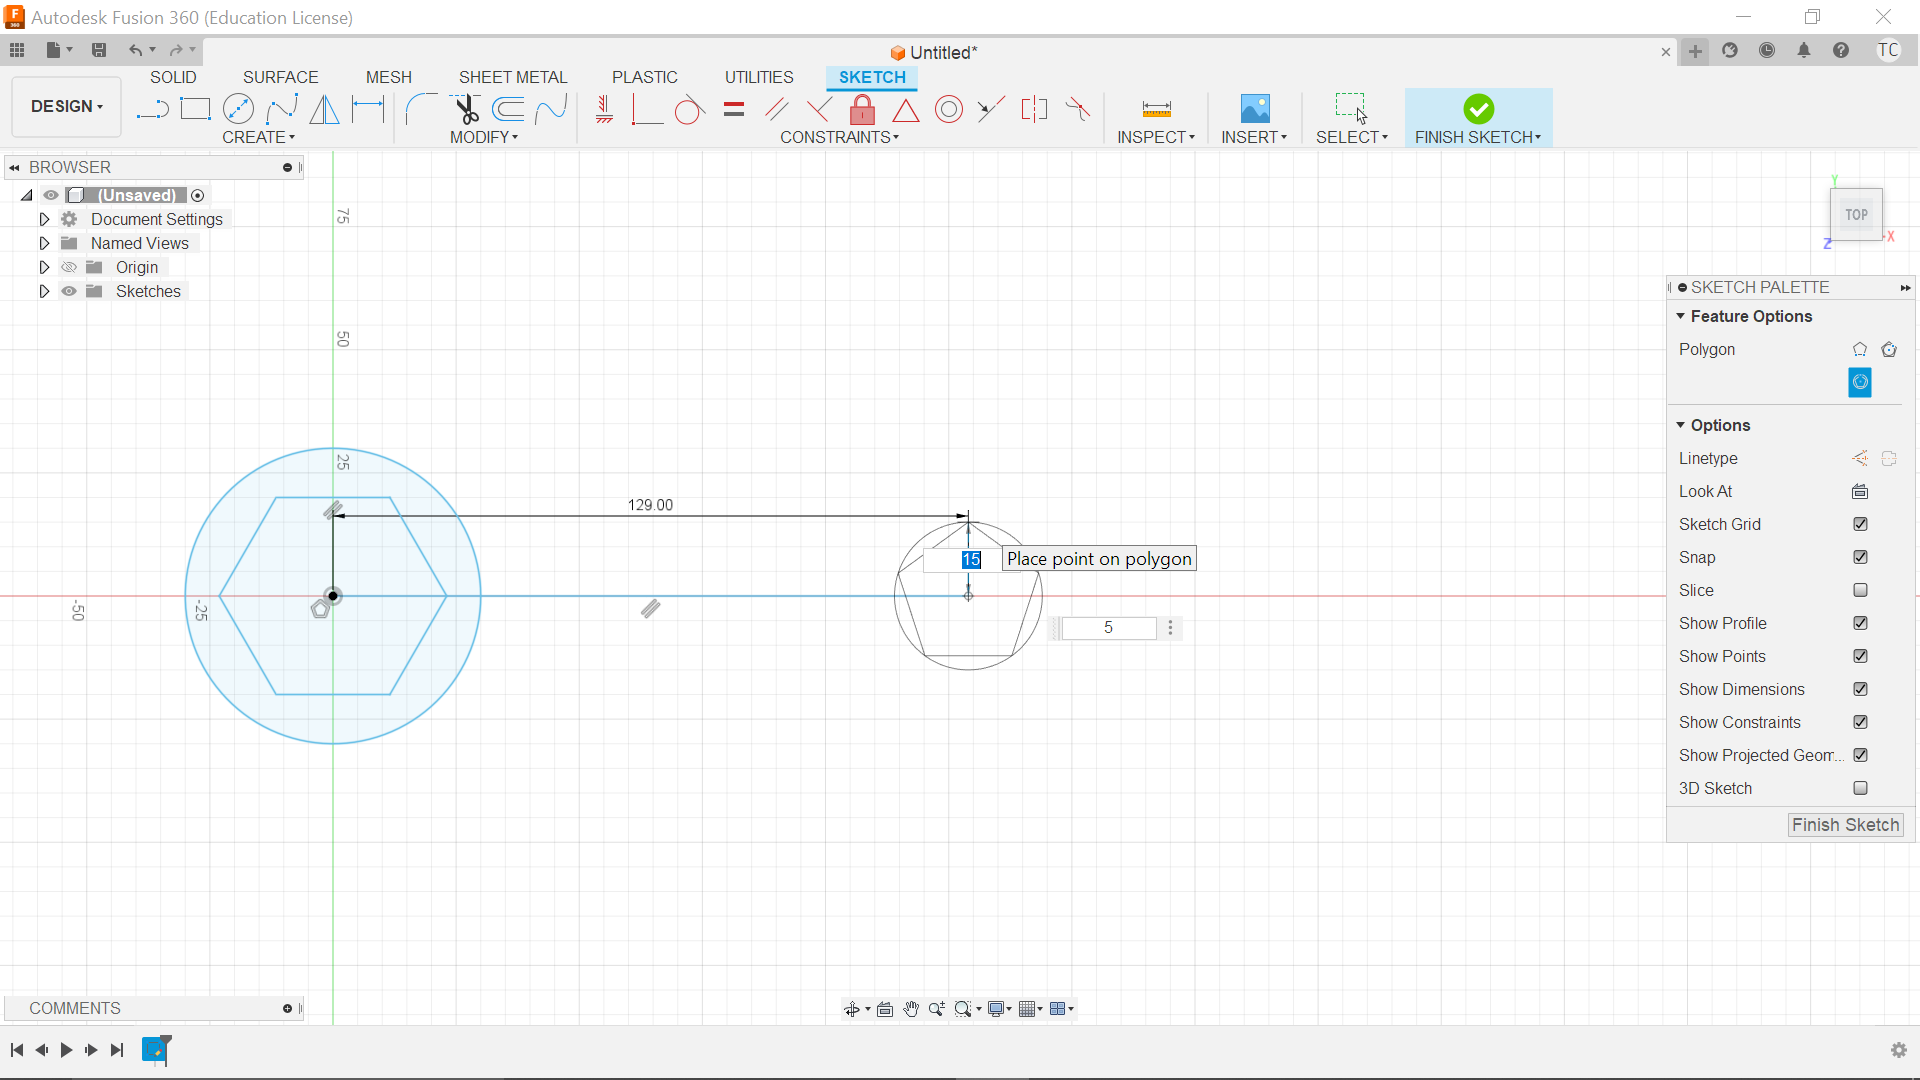 Autodesk Fusion 360 (Education License)
Untitled*
TC
DESIGN
SOLID
SURFACE
MESH
SHEET METAL
PLASTIC
UTILITIES
SKETCH
CREATE
MODIFY
CONSTRAINTS
INSPECT
INSERT
SELECT
FINISH SKETCH
BROWSER
(Unsaved)
Document Settings
Named Views
Origin
Sketches
75
50
25
-25
-50
129.00
15
Place point on polygon
5
Y
TOP
X
Z
SKETCH PALETTE
Feature Options
Polygon
Options
Linetype
Look At
Sketch Grid
Snap
Slice
Show Profile
Show Points
Show Dimensions
Show Constraints
Show Projected Geom...
3D Sketch
Finish Sketch
COMMENTS